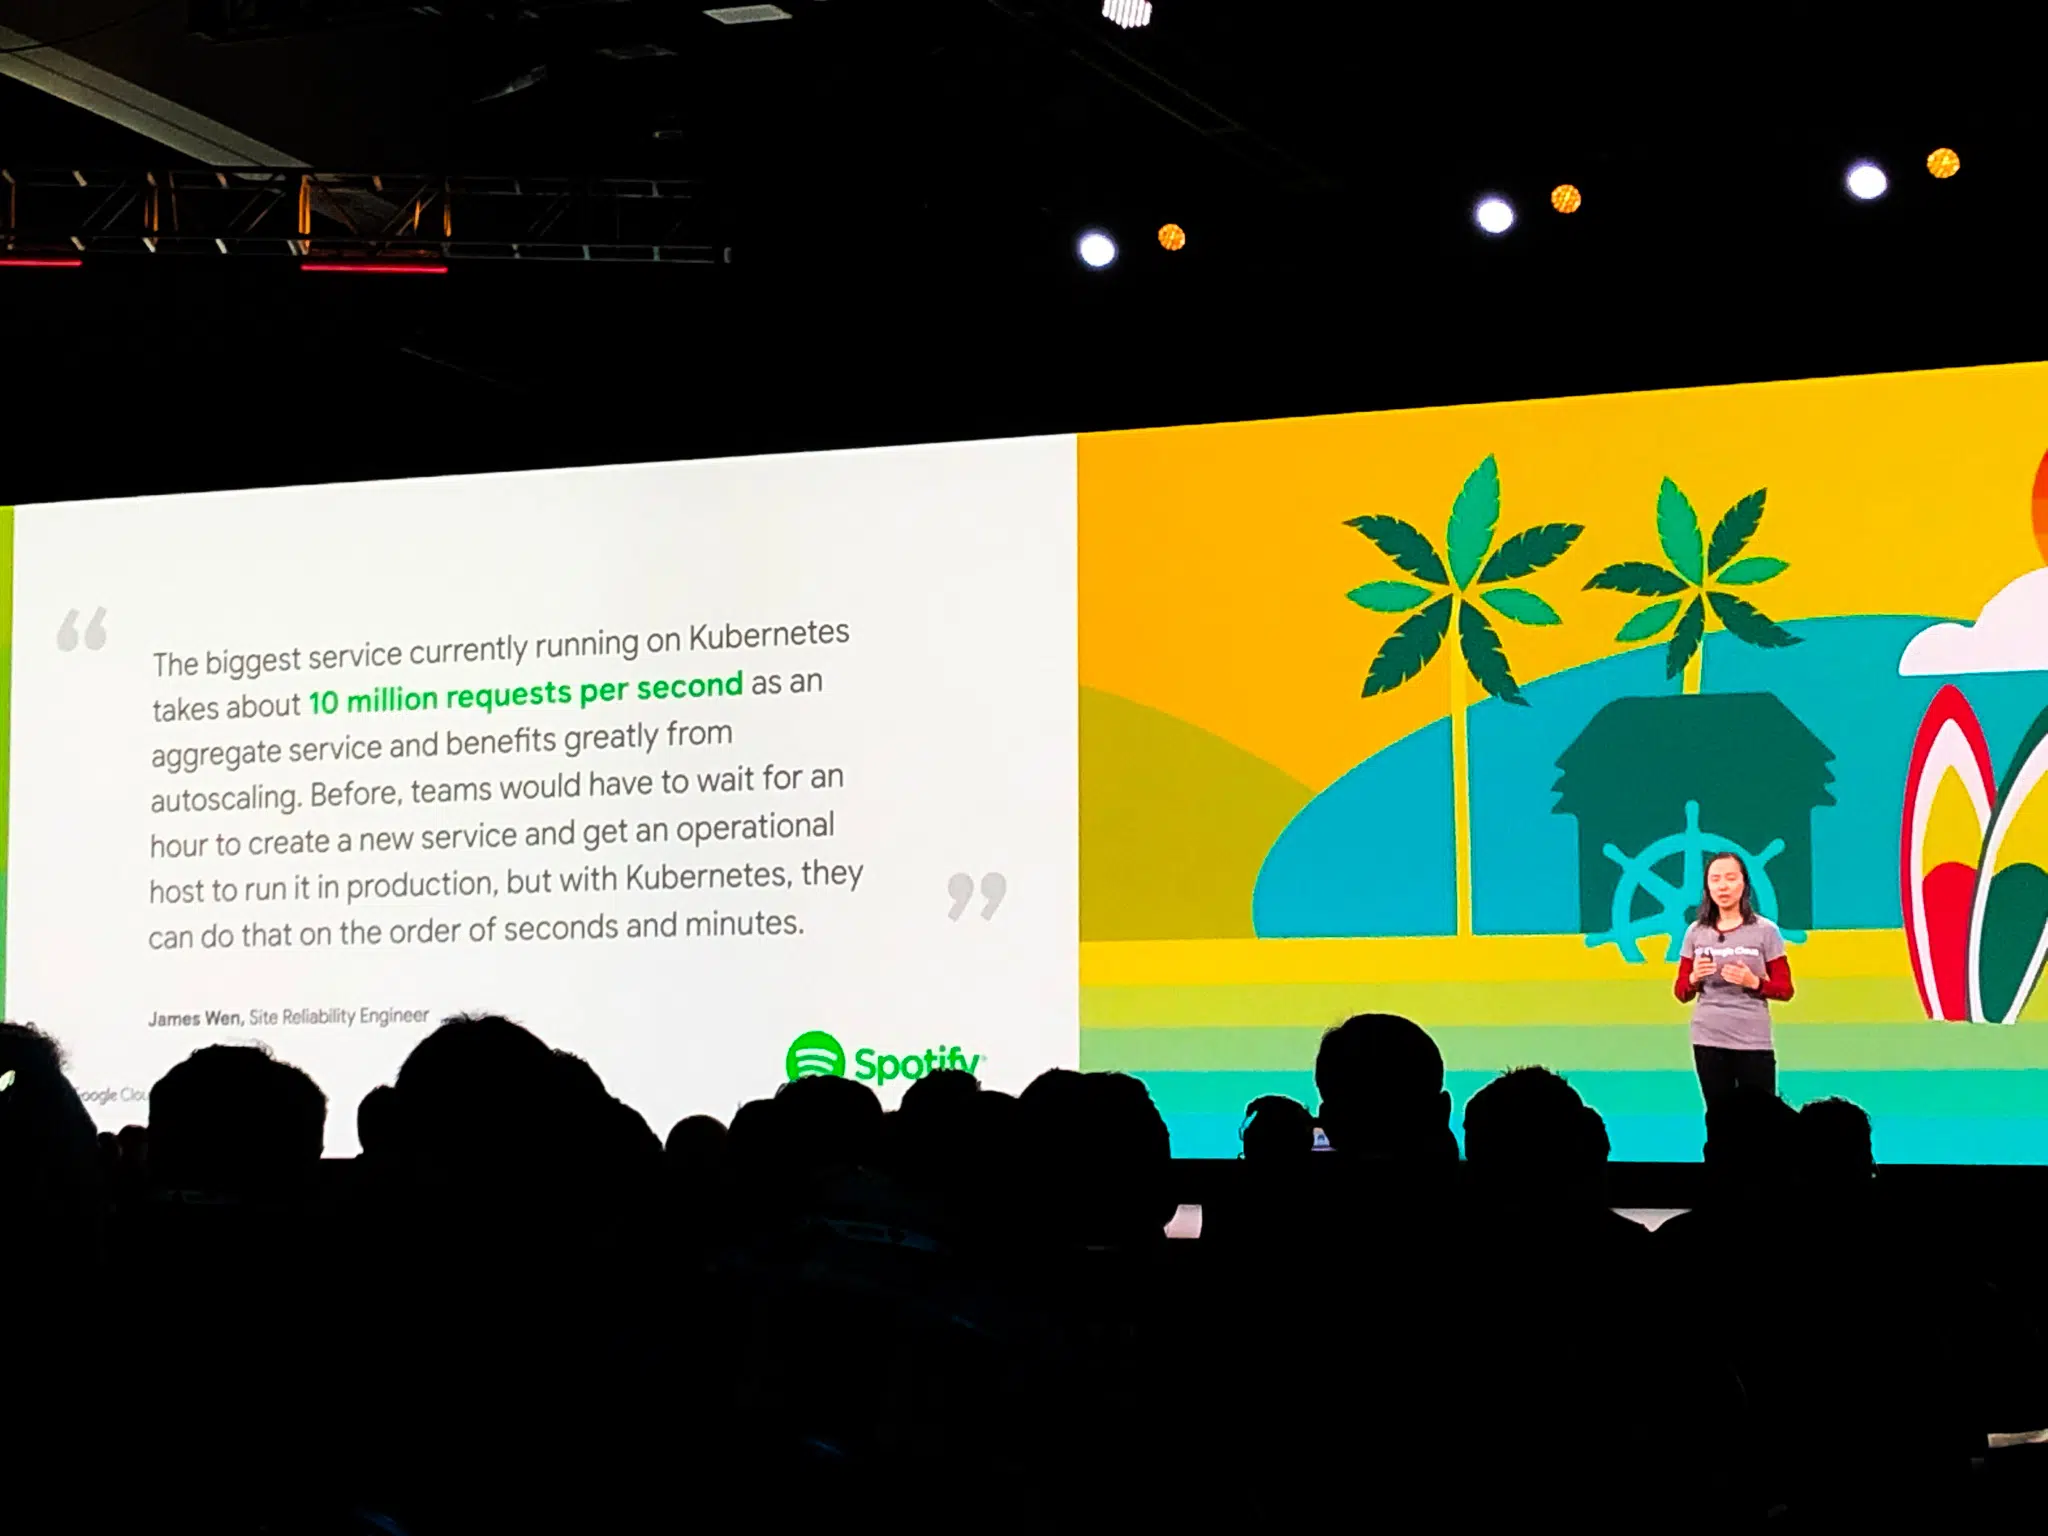 “
The biggest service currently running on Kubernetes
takes about 10 million requests per second as an
aggregate service and benefits greatly from
autoscaling. Before, teams would have to wait for an
hour to create a new service and get an operational
host to run it in production, but with Kubernetes, they
can do that on the order of seconds and minutes.
”
James Wen, Site Reliability Engineer
Spotify
oogle Clou